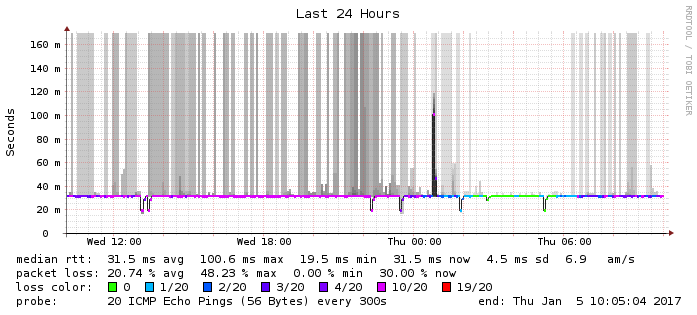 Last 24 Hours
RRDTOOL / TOBI OETIKER
Seconds
160 m
140 m
120 m
100 m
80 m
60 m
40 m
20 m
0
Wed 12:00 Wed 18:00 Thu 00:00 Thu 06:00
median rtt: 31.5 ms avg 100.6 ms max 19.5 ms min 31.5 ms now 4.5 ms sd 6.9 am/s
packet loss: 20.74 % avg 48.23 % max 0.00 % min 30.00 % now
loss color: 0 1/20 2/20 3/20 4/20 10/20 19/20
probe: 20 ICMP Echo Pings (56 Bytes) every 300s end: Thu Jan 5 10:05:04 2017